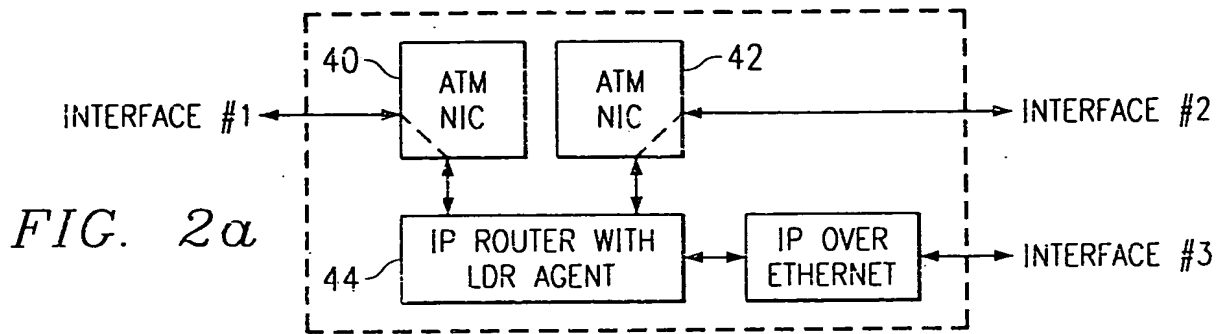 40
ATM
NIC
42
ATM
NIC
INTERFACE #1
INTERFACE #2
FIG. 2a
44
IP ROUTER WITH
LDR AGENT
IP OVER
ETHERNET
INTERFACE #3